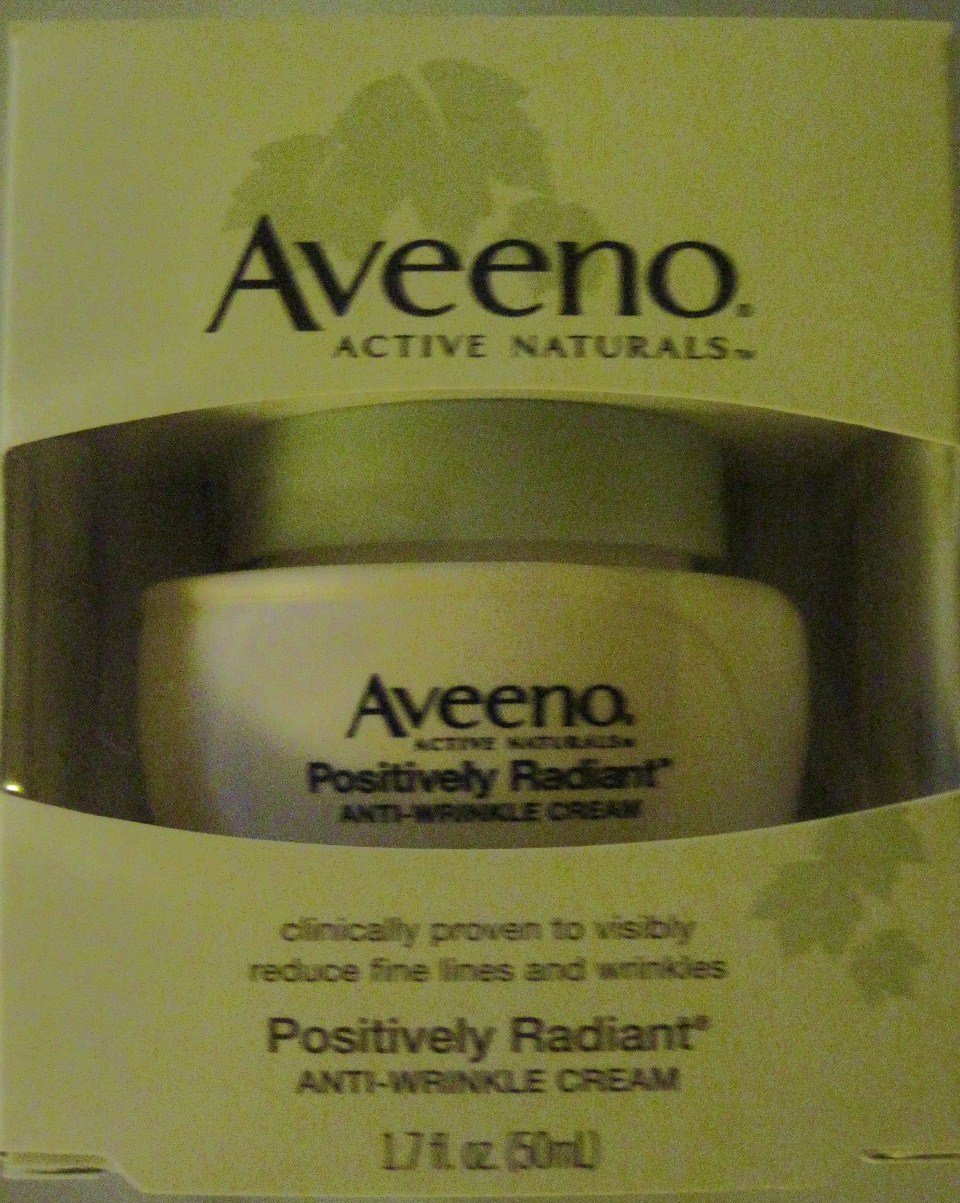 Aveeno®
ACTIVE NATURALS™
Aveeno®
ACTIVE NATURALS™
Positively Radiant®
ANTI-WRINKLE CREAM
clinically proven to visibly
reduce fine lines and wrinkles
Positively Radiant®
ANTI-WRINKLE CREAM
1.7 fl. oz. (50mL)